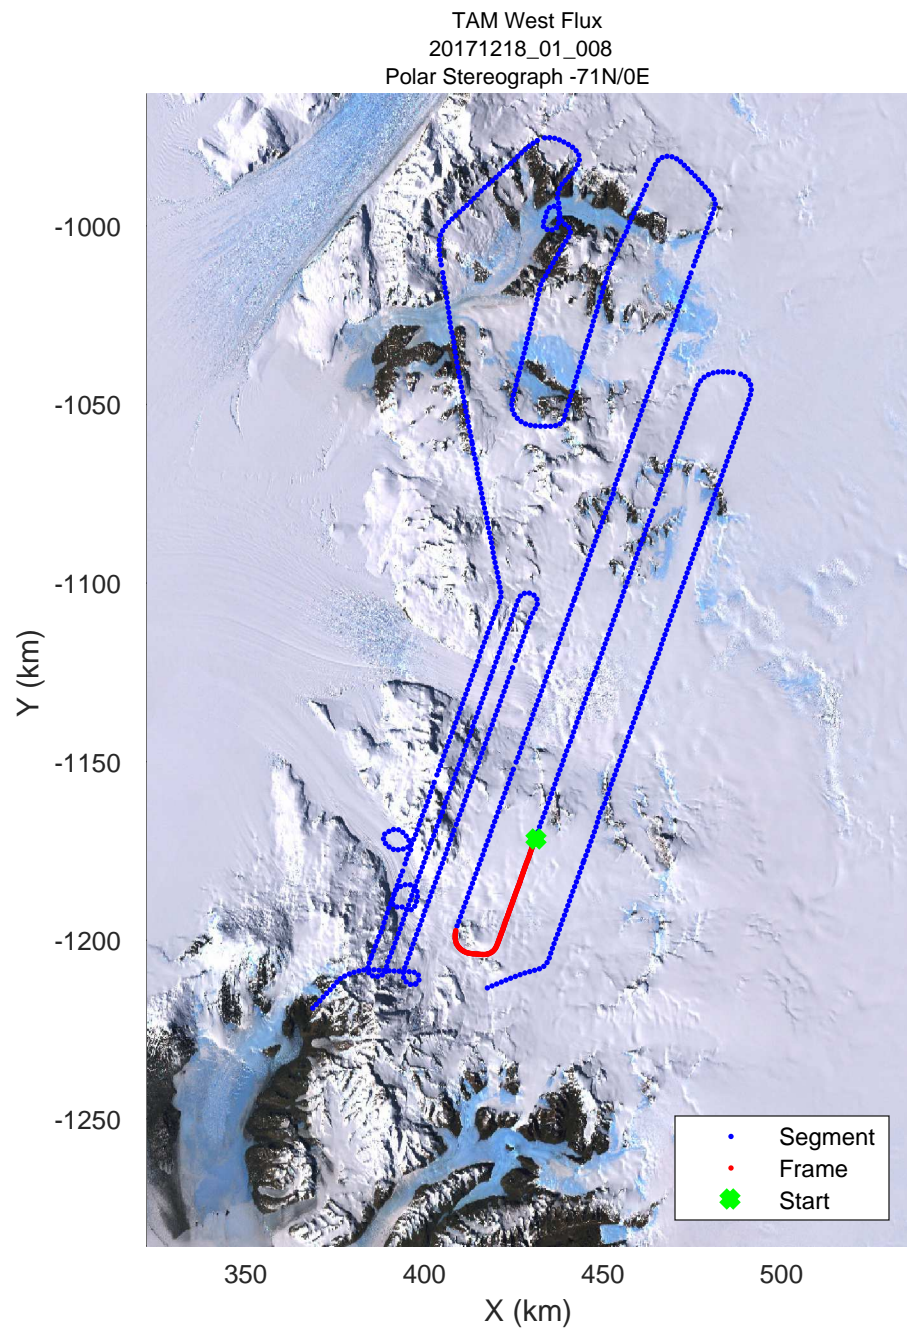 TAM West Flux
20171218_01_008
Polar Stereograph -71N/0E
-1000
-1050
-1100
-1150
-1200
-1250
Y (km)
350
400
450
500
X (km)
Segment
Frame
Start